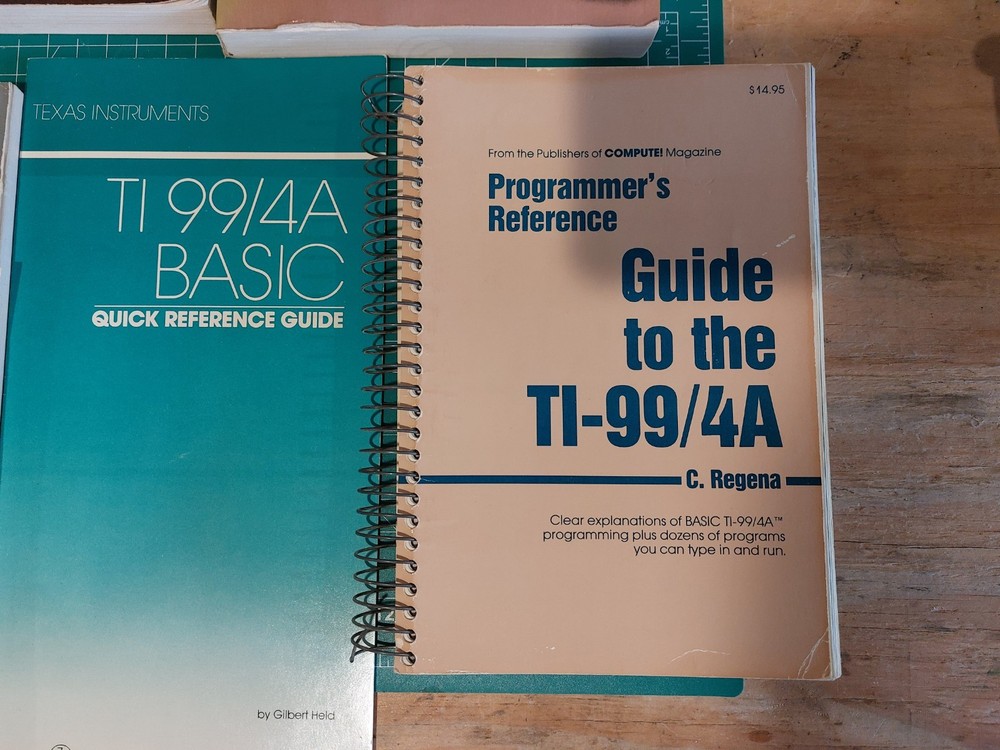 TEXAS INSTRUMENTS
TI 99/4A
BASIC
QUICK REFERENCE GUIDE
by Gilbert Held
$14.95
From the Publishers of COMPUTE! Magazine
Programmer's
Reference
Guide
to the
TI-99/4A
C. Regena
Clear explanations of BASIC TI-99/4A™
programming plus dozens of programs
you can type in and run.